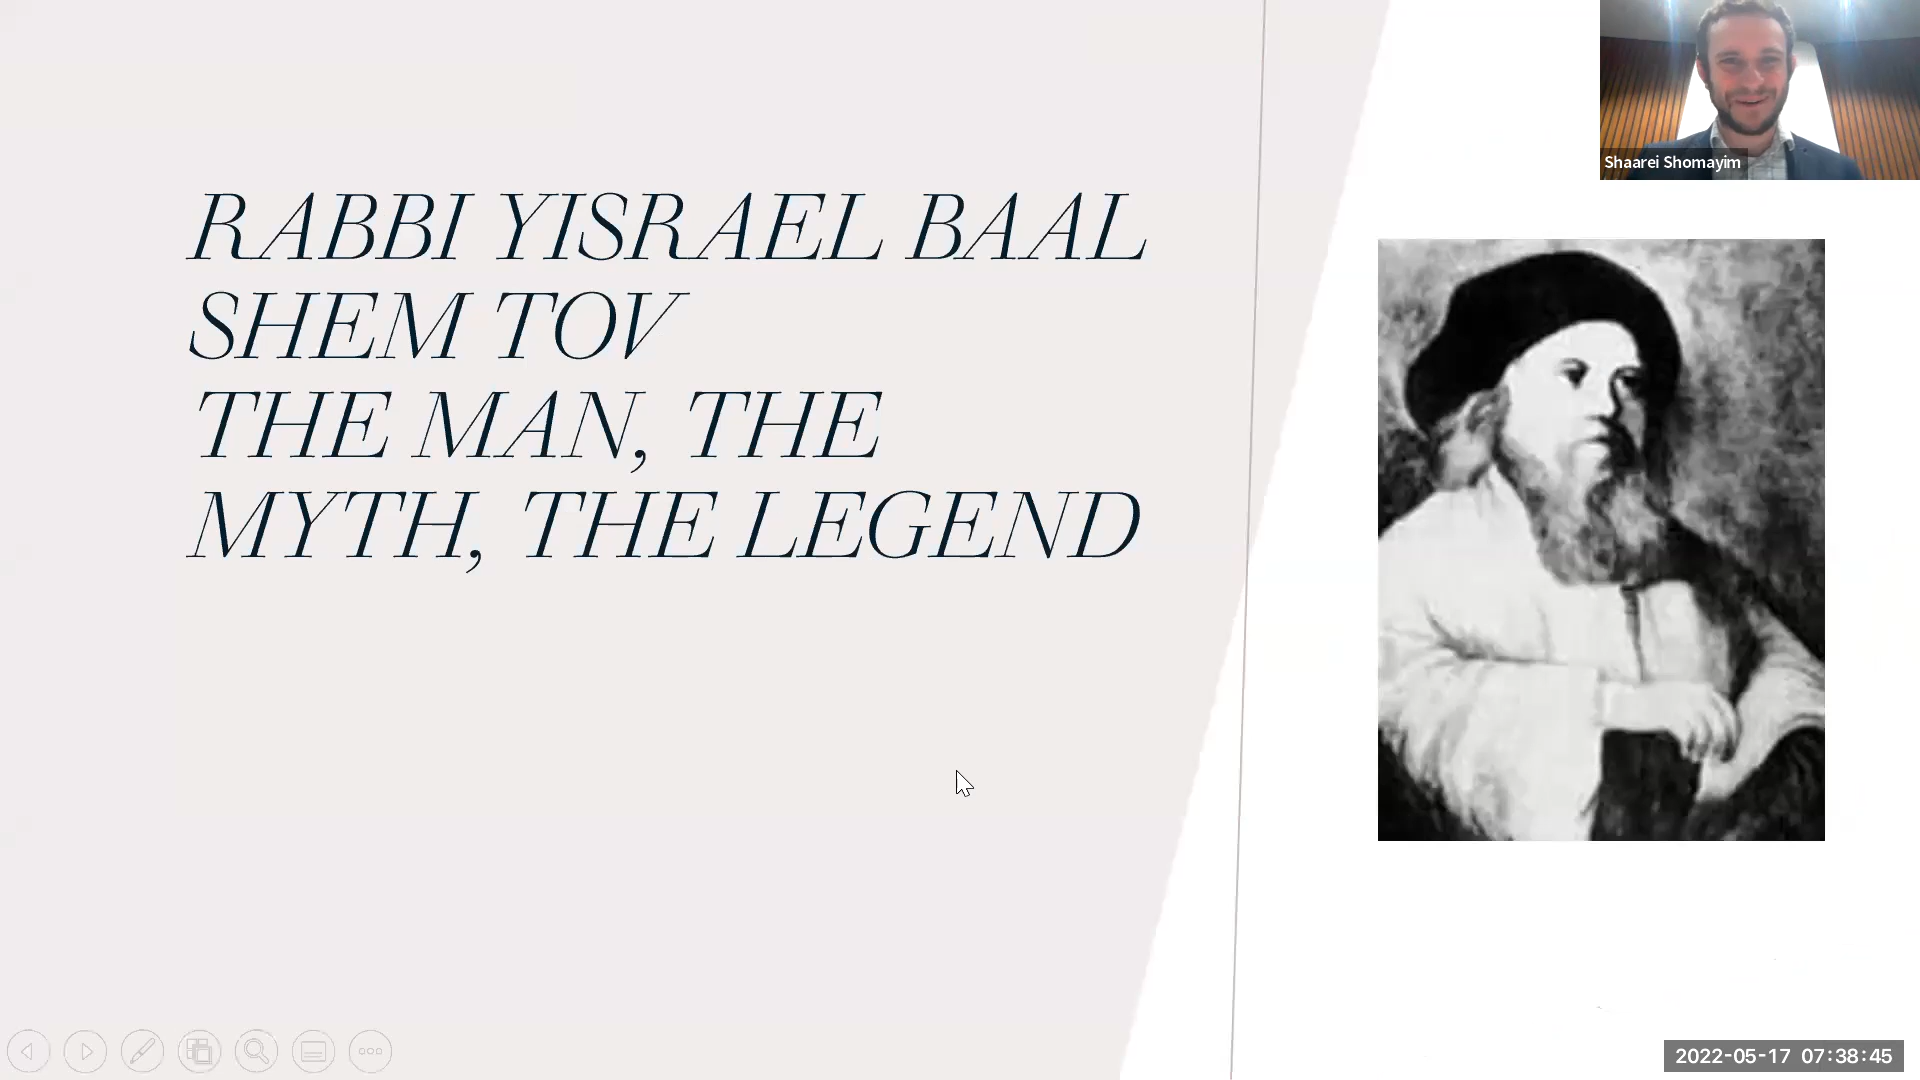 RABBI YISRAEL BAAL
SHEM TOV
THE MAN, THE
MYTH, THE LEGEND
Shaarei Shomayim
2022-05-17 07:38:45